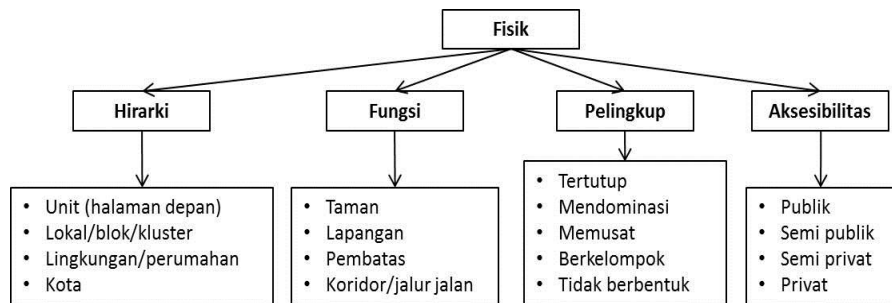 Fisik
Hirarki
Fungsi
Pelingkup
Aksesibilitas
• Unit (halaman depan)
• Lokal/blok/kluster
• Lingkungan/perumahan
• Kota
• Taman
• Lapangan
• Pembatas
• Koridor/jalur jalan
• Tertutup
• Mendominasi
• Memusat
• Berkelompok
• Tidak berbentuk
• Publik
• Semi publik
• Semi privat
• Privat